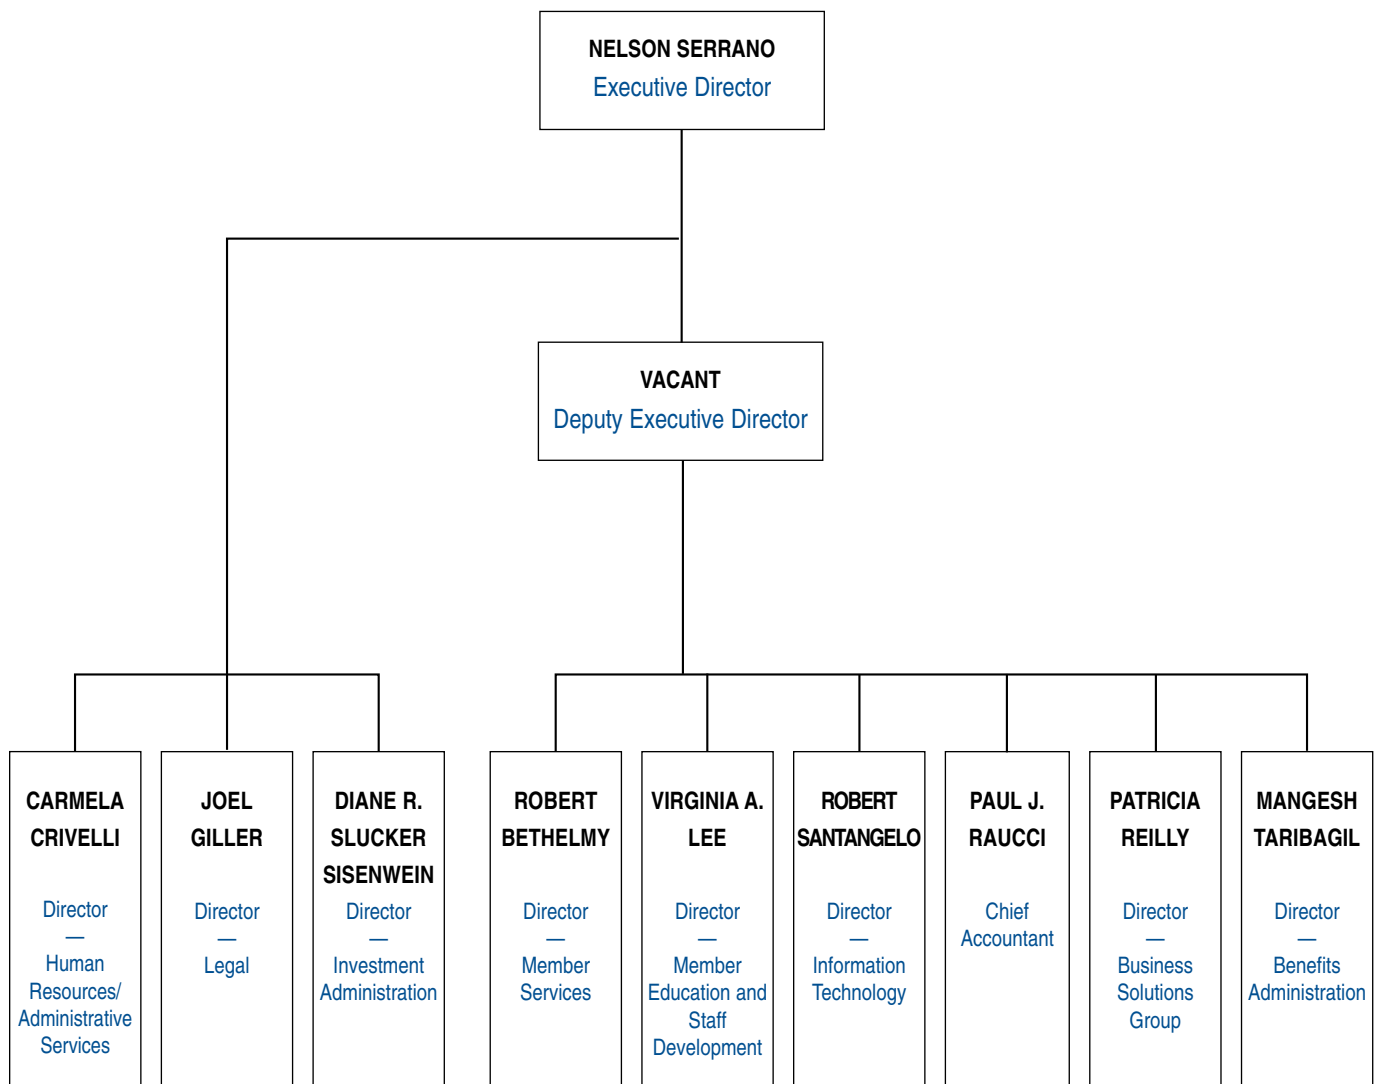 NELSON SERRANO
Executive Director
VACANT
Deputy Executive Director
CARMELA
CRIVELLI
Director
—
Human
Resources/
Administrative
Services
JOEL
GILLER
Director
—
Legal
DIANE R.
SLUCKER
SISENWEIN
Director
—
Investment
Administration
ROBERT
BETHELMY
Director
—
Member
Services
VIRGINIA A.
LEE
Director
—
Member
Education and
Staff
Development
ROBERT
SANTANGELO
Director
—
Information
Technology
PAUL J.
RAUCCI
Chief
Accountant
PATRICIA
REILLY
Director
—
Business
Solutions
Group
MANGESH
TARIBAGIL
Director
—
Benefits
Administration